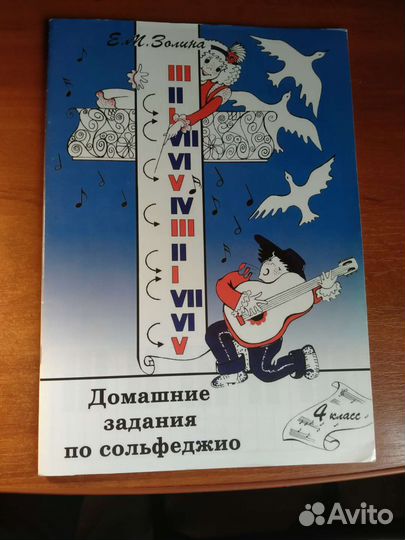 Е.М.Золина
III
II
I
VII
VI
V
IV
III
II
I
VII
VI
V
Домашние
задания
по сольфеджио
4 класс
Avito